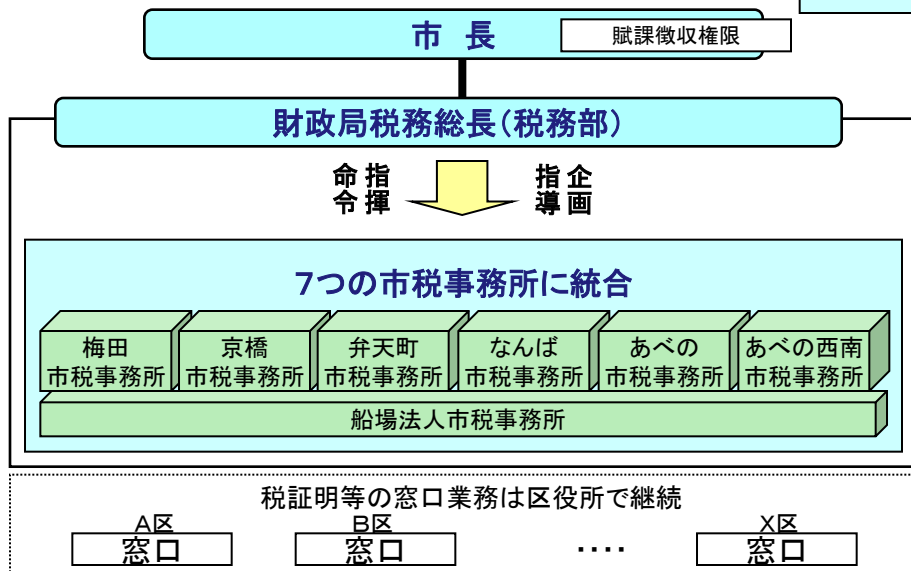 市 長
賦課徴収権限
財政局税務総長(税務部)
指揮
命令
企画
指導
7つの市税事務所に統合
梅田
市税事務所
京橋
市税事務所
弁天町
市税事務所
なんば
市税事務所
あべの
市税事務所
あべの西南
市税事務所
船場法人市税事務所
税証明等の窓口業務は区役所で継続
A区
窓口
B区
窓口
‥‥
X区
窓口